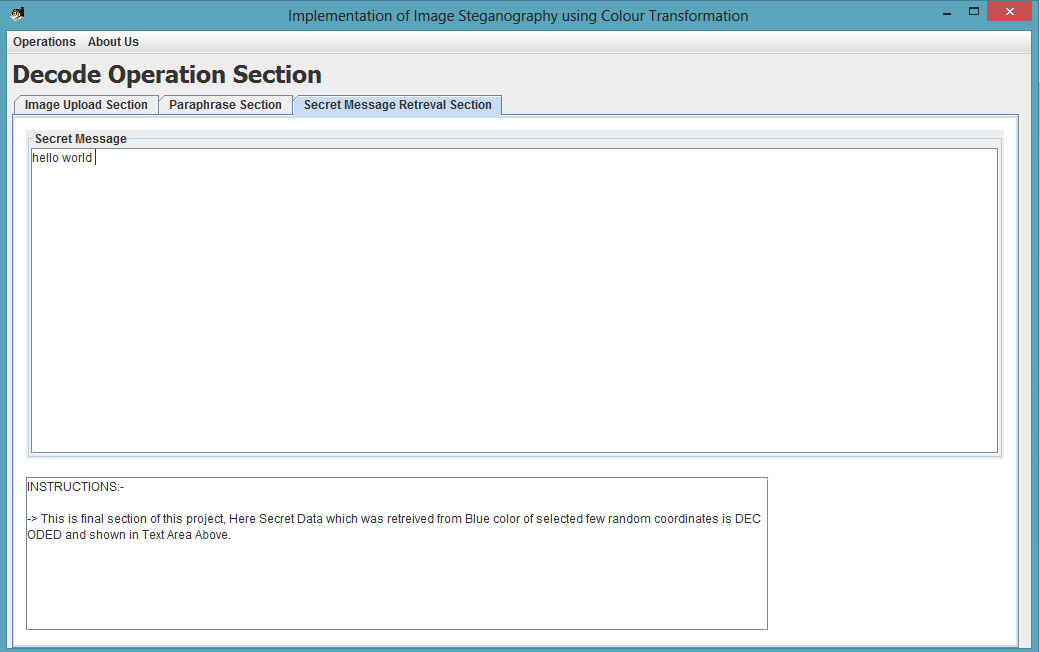 Implementation of Image Steganography using Colour Transformation
Operations About Us
Decode Operation Section
Image Upload Section Paraphrase Section Secret Message Retreval Section
Secret Message
hello world
INSTRUCTIONS:-
-> This is final section of this project, Here Secret Data which was retreived from Blue color of selected few random coordinates is DEC
ODED and shown in Text Area Above.